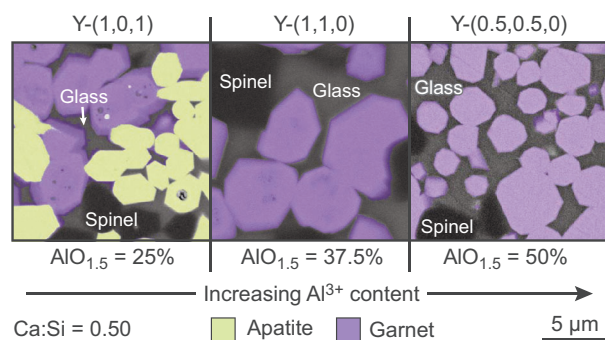 Y-(1,0,1) Y-(1,1,0) Y-(0.5,0.5,0)
Spinel Glass
Glass Glass
Spinel Spinel
AlO1.5 = 25% AlO1.5 = 37.5% AlO1.5 = 50%
Increasing Al3+ content
Ca:Si = 0.50 Apatite Garnet 5 µm